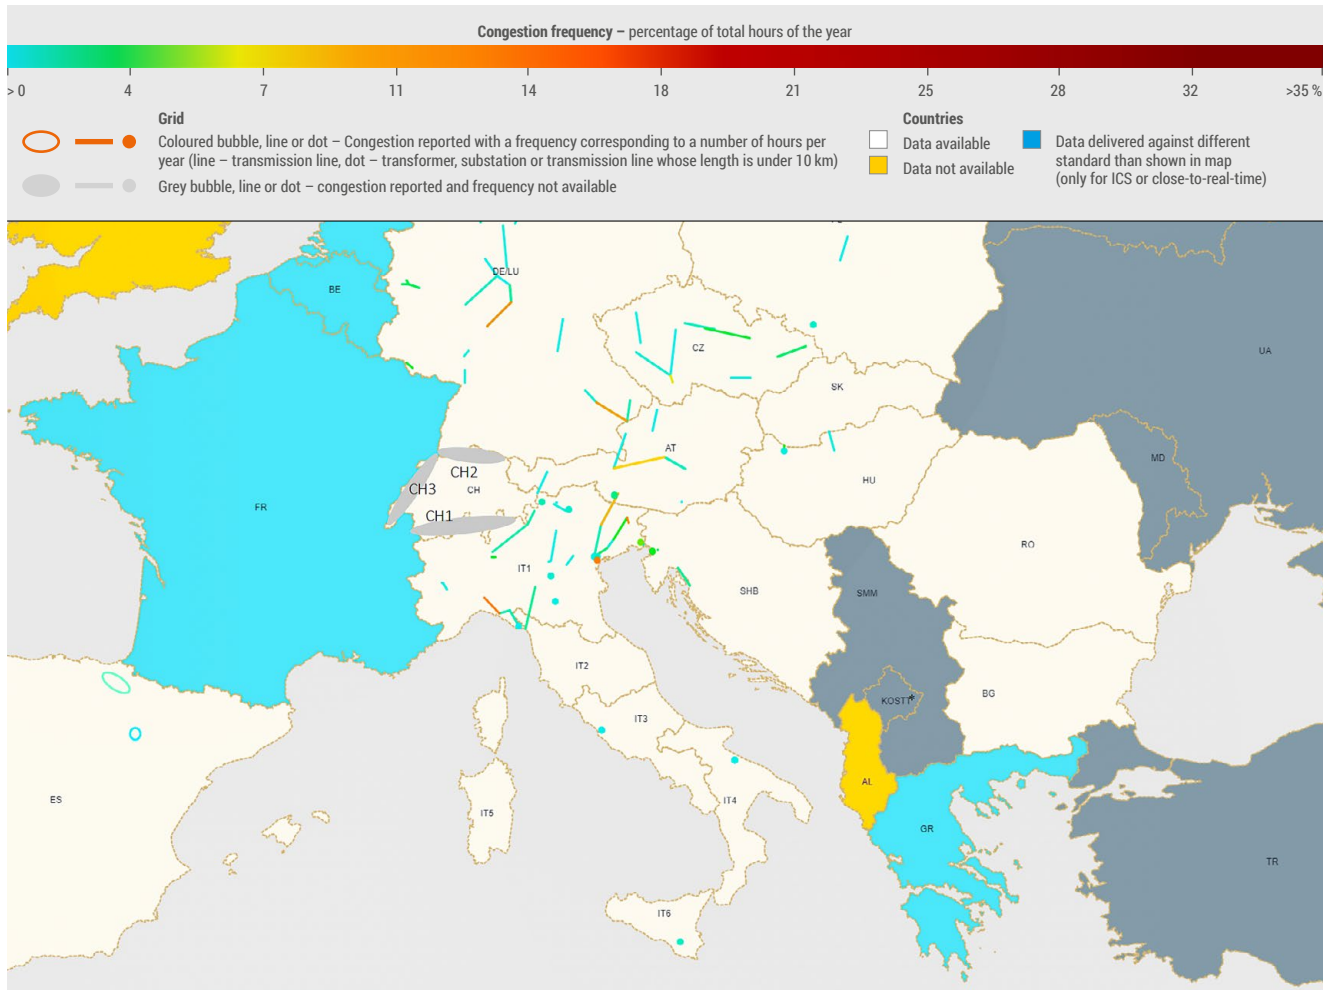 Congestion frequency – percentage of total hours of the year
> 0 4 7 11 14 18 21 25 28 32 >35 %
Grid
Coloured bubble, line or dot – Congestion reported with a frequency corresponding to a number of hours per
year (line – transmission line, dot – transformer, substation or transmission line whose length is under 10 km)
Grey bubble, line or dot – congestion reported and frequency not available
Countries
Data available
Data not available
Data delivered against different
standard than shown in map
(only for ICS or close-to-real-time)
DE/LU
BE
UA
CZ
SK
AT
MD
CH2
CH3
CH
HU
FR
CH1
RO
IT1
SHB
SMM
IT2
BG
KOSTT*
IT3
ES
AL
IT4
IT5
GR
TR
IT6